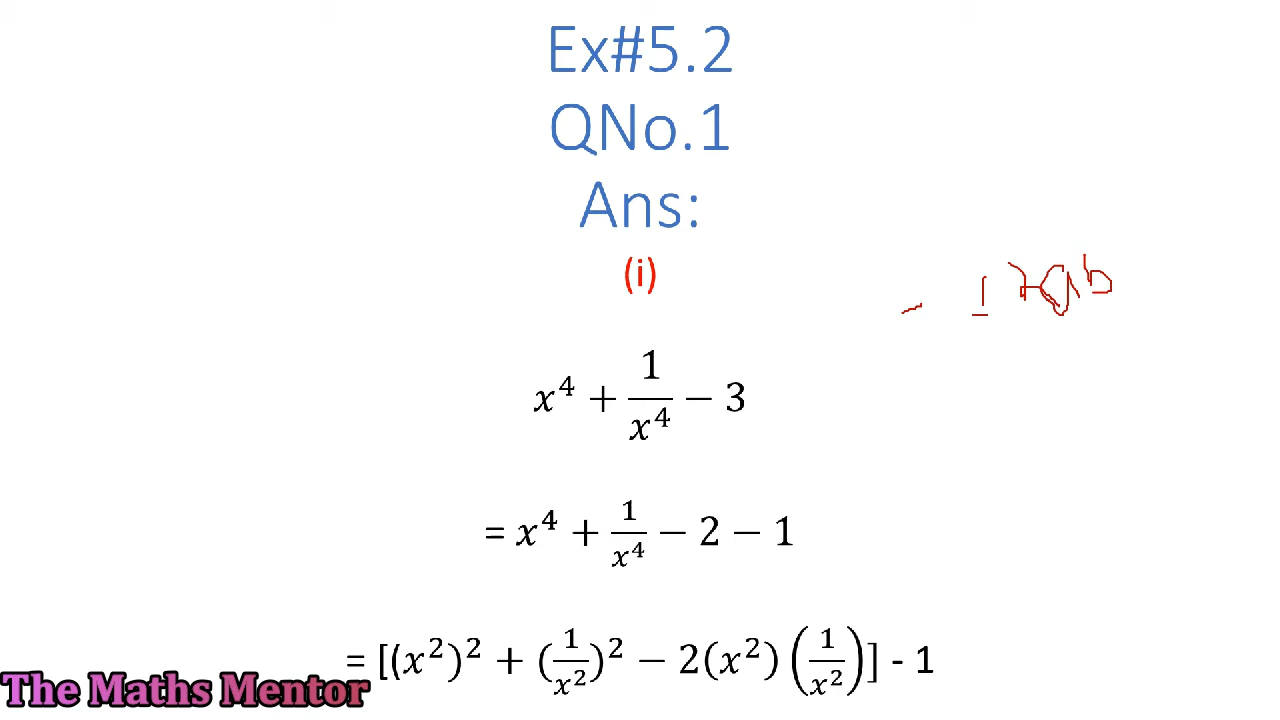 Ex#5.2
QNo.1
Ans:
(i)
x⁴ + 1/x⁴ − 3
= x⁴ + 1/x⁴ − 2 − 1
= [(x²)² + (1/x²)² − 2(x²)(1/x²)] - 1
The Maths Mentor